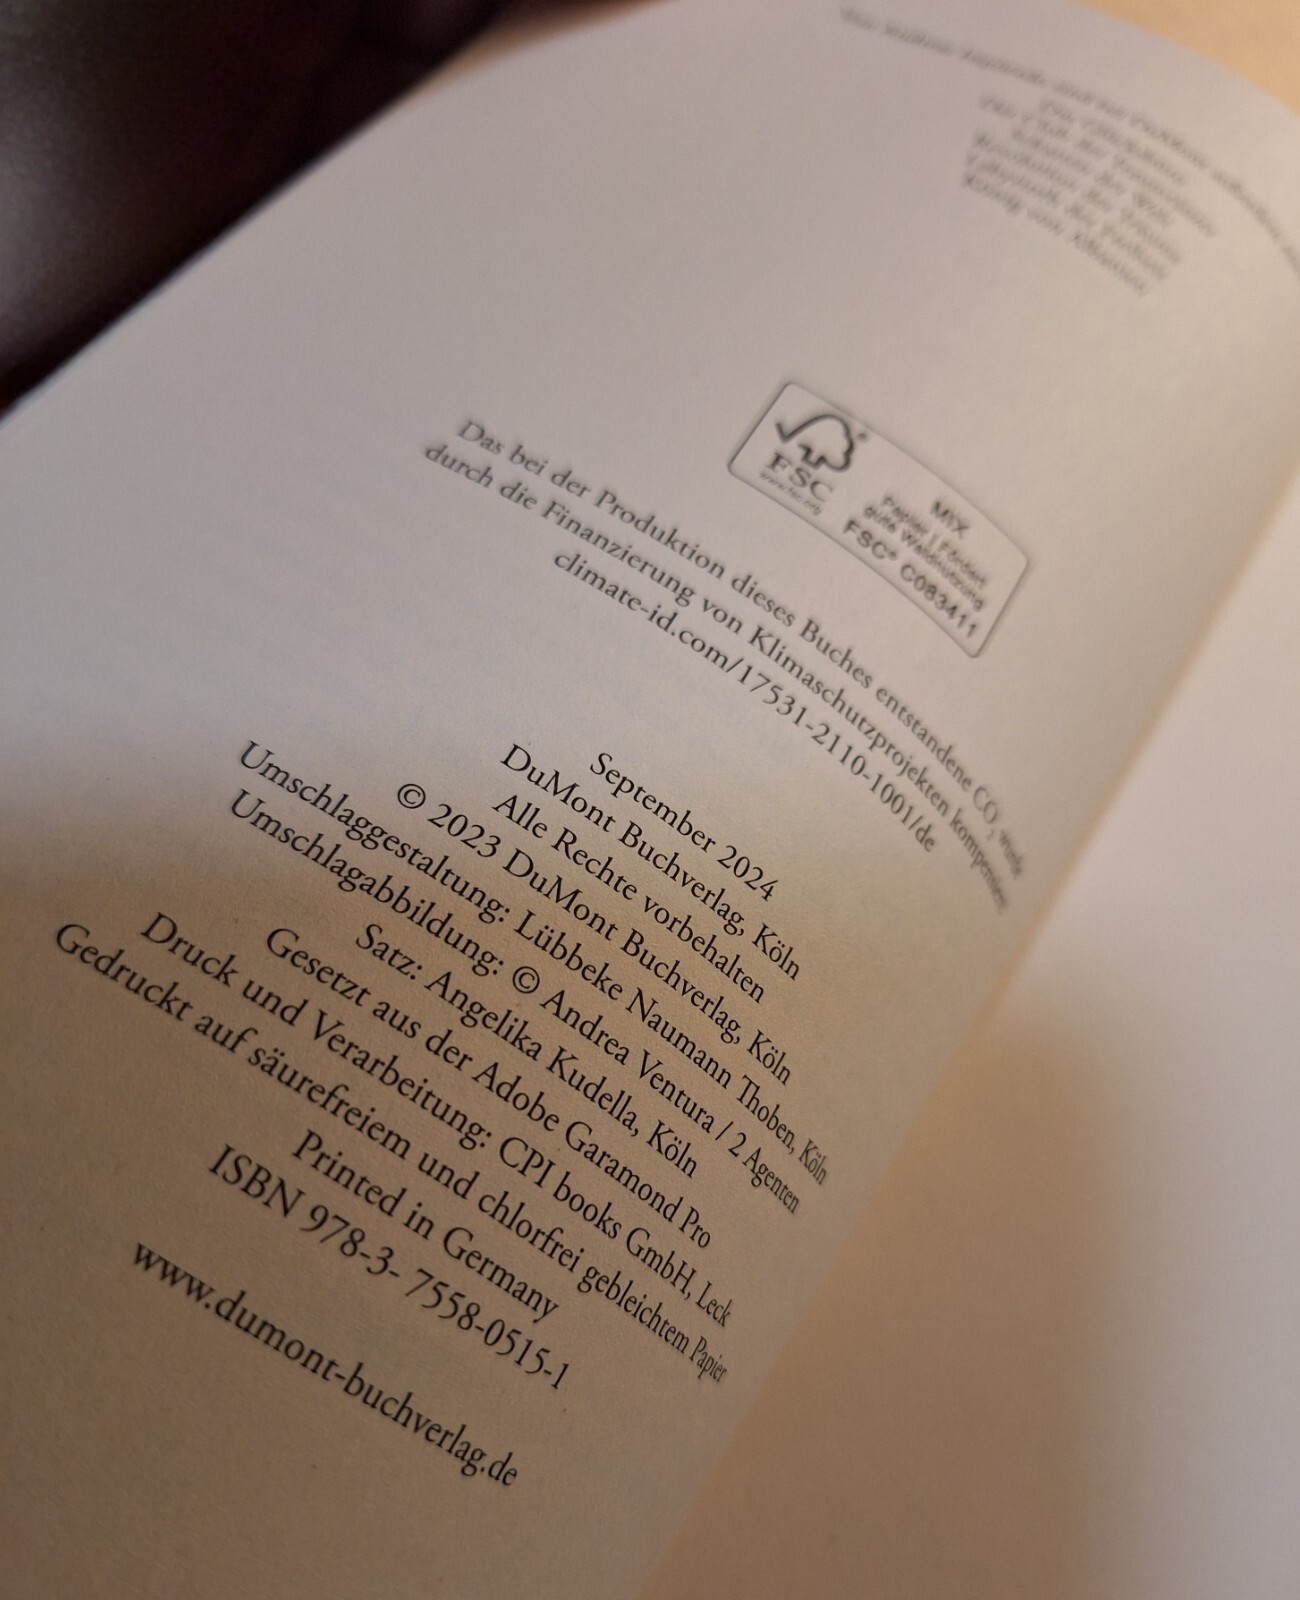 Das bei der Produktion dieses Buches entstandene CO₂ wurde
durch die Finanzierung von Klimaschutzprojekten kompensiert.
climate-id.com/17531-2110-1001/de
FSC
www.fsc.org
MIX
Papier | Fördert
gute Waldnutzung
FSC® C083411
September 2024
DuMont Buchverlag, Köln
Alle Rechte vorbehalten
© 2023 DuMont Buchverlag, Köln
Umschlaggestaltung: Lübbeke Naumann Thoben, Köln
Umschlagabbildung: © Andrea Ventura / 2 Agenten
Satz: Angelika Kudella, Köln
Gesetzt aus der Adobe Garamond Pro
Druck und Verarbeitung: CPI books GmbH, Leck
Gedruckt auf säurefreiem und chlorfrei gebleichtem Papier
Printed in Germany
ISBN 978-3- 7558-0515-1
www.dumont-buchverlag.de